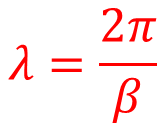 λ = 2π/β